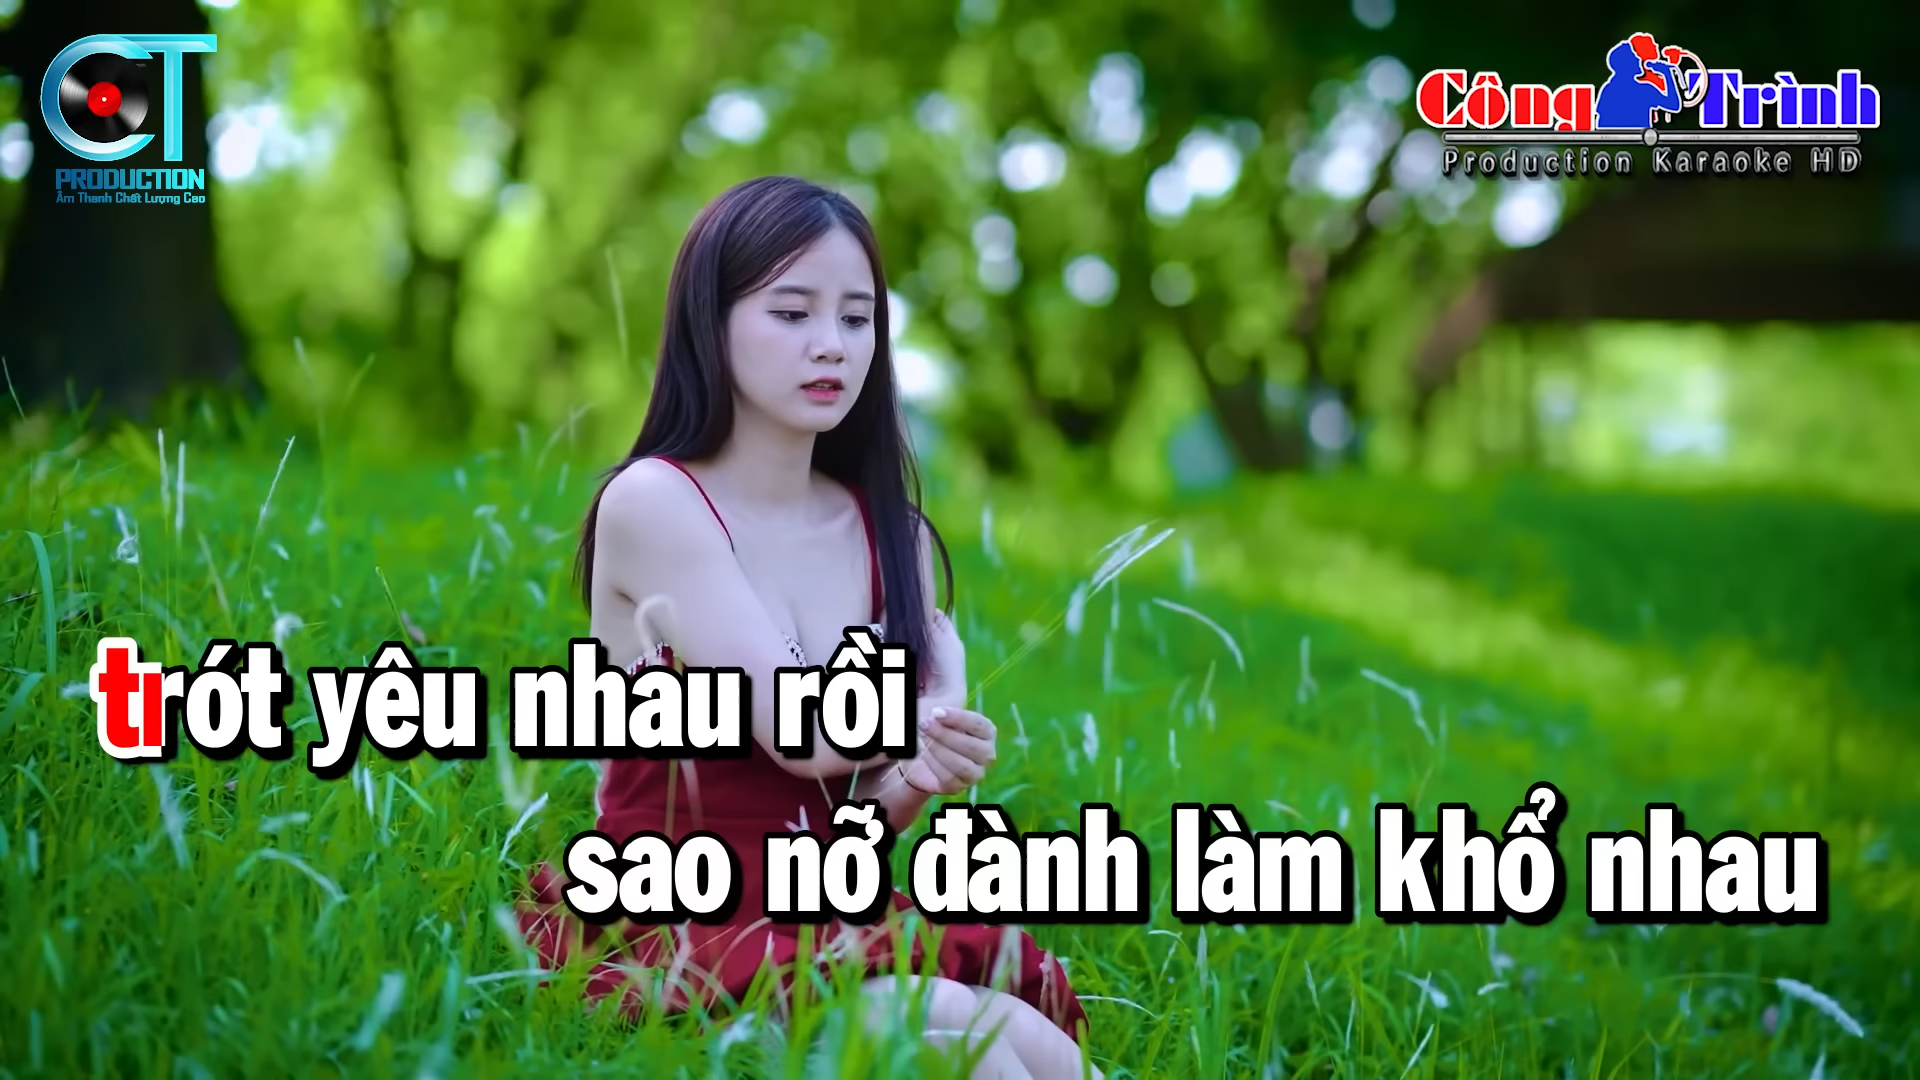 CT
PRODUCTION
Âm Thanh Chất Lượng Cao
Công Trình
Production Karaoke HD
trót yêu nhau rồi
sao nỡ đành làm khổ nhau